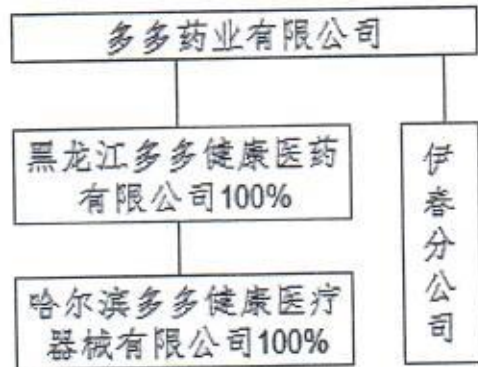 多多药业有限公司
黑龙江多多健康医药
有限公司100%
伊春分公司
哈尔滨多多健康医疗
器械有限公司100%